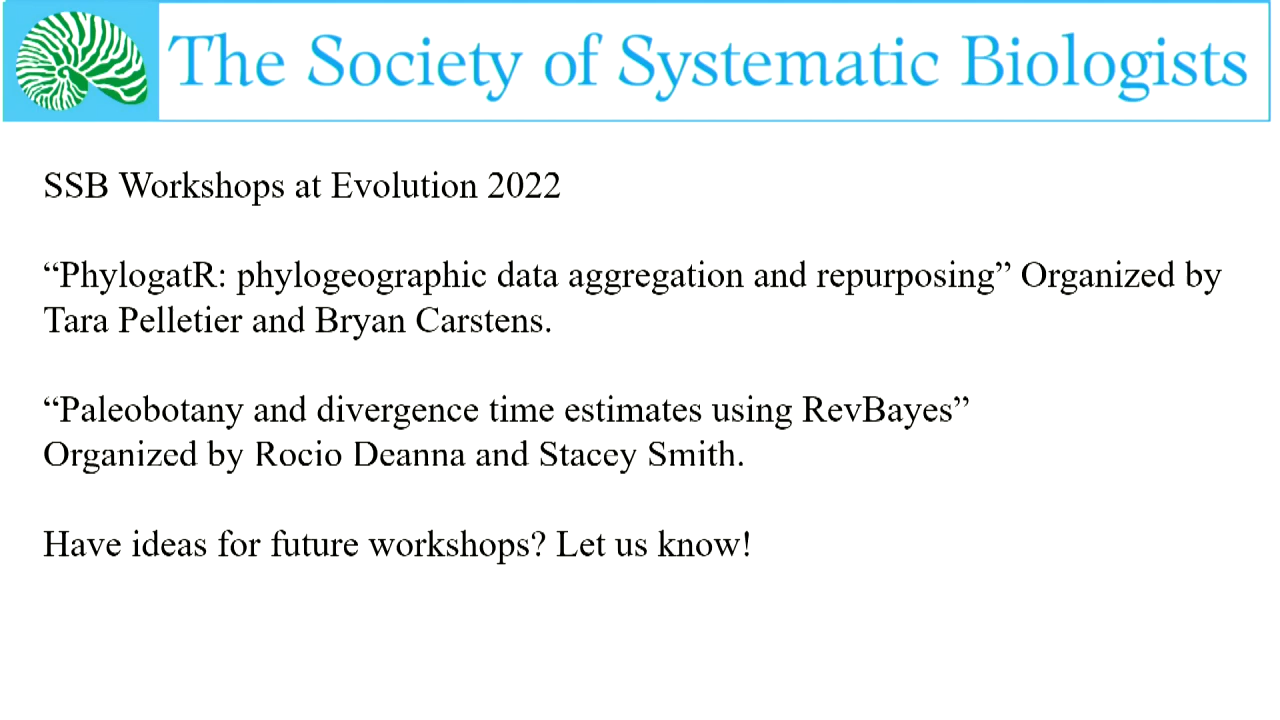 The Society of Systematic Biologists
SSB Workshops at Evolution 2022
“PhylogatR: phylogeographic data aggregation and repurposing” Organized by
Tara Pelletier and Bryan Carstens.
“Paleobotany and divergence time estimates using RevBayes”
Organized by Rocio Deanna and Stacey Smith.
Have ideas for future workshops? Let us know!